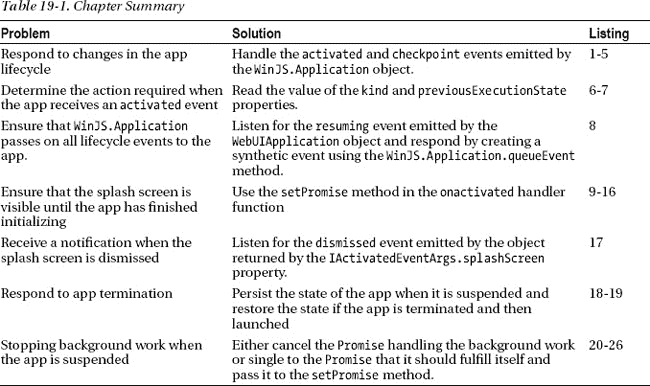 Table 19-1. Chapter Summary
Problem Solution Listing
Respond to changes in the app Handle the activated and checkpoint events emitted by 1-5
lifecycle the WinJS.Application object.
Determine the action required when Read the value of the kind and previousExecutionState 6-7
the app receives an activated event properties.
Ensure that WinJS.Application Listen for the resuming event emitted by the 8
passes on all lifecycle events to the WebUIApplication object and respond by creating a
app. synthetic event using the WinJS.Application.queueEvent
method.
Ensure that the splash screen is Use the setPromise method in the onactivated handler 9-16
visible until the app has finished function
initializing
Receive a notification when the Listen for the dismissed event emitted by the object 17
splash screen is dismissed returned by the IActivatedEventArgs.splashScreen
property.
Respond to app termination Persist the state of the app when it is suspended and 18-19
restore the state if the app is terminated and then
launched
Stopping background work when Either cancel the Promise handling the background work 20-26
the app is suspended or single to the Promise that it should fulfill itself and
pass it to the setPromise method.